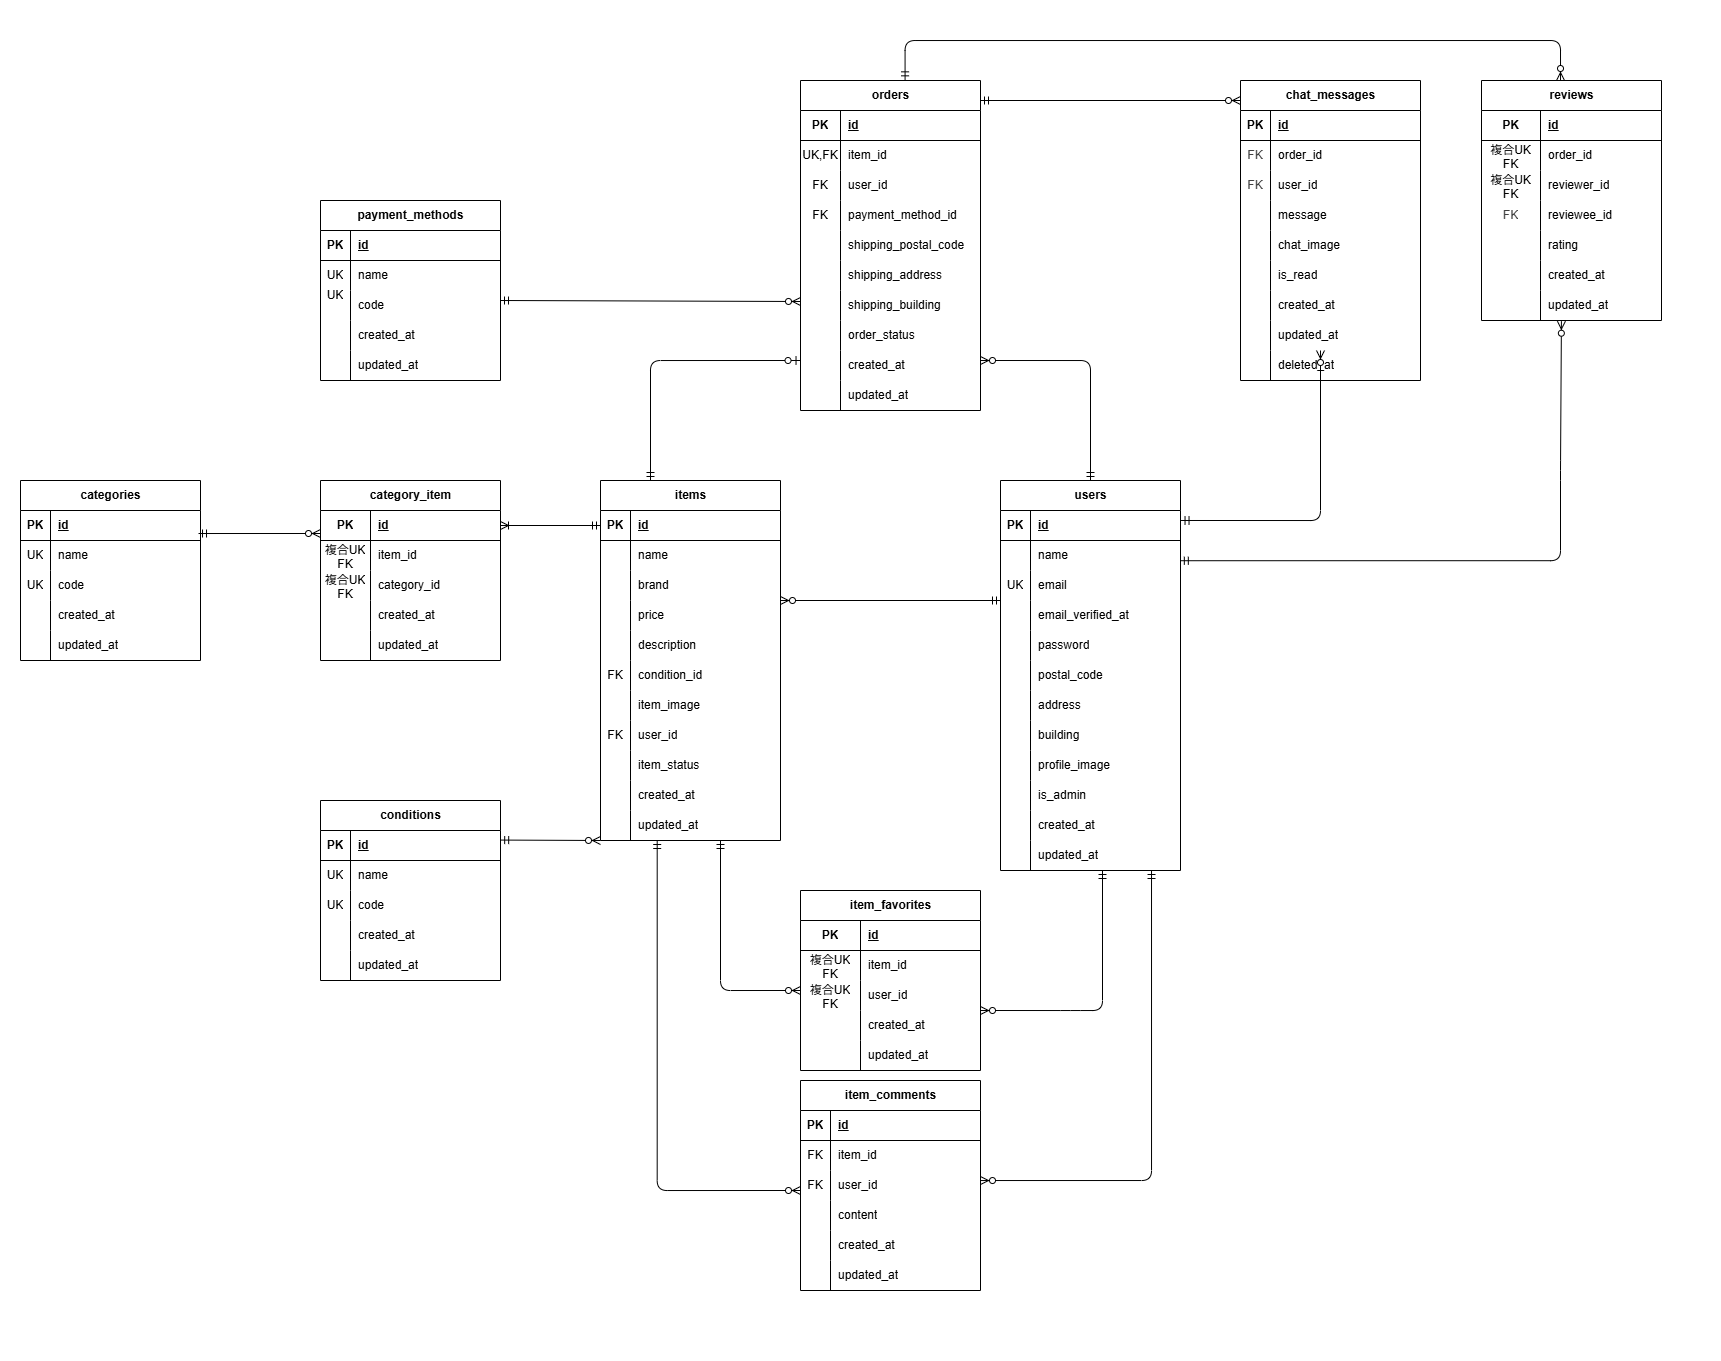 orders
PK id
UK,FK item_id
FK user_id
FK payment_method_id
shipping_postal_code
shipping_address
shipping_building
order_status
created_at
updated_at
chat_messages
PK id
FK order_id
FK user_id
message
chat_image
is_read
created_at
updated_at
deleted_at
reviews
PK id
複合UK
FK
order_id
複合UK
FK
reviewer_id
FK reviewee_id
rating
created_at
updated_at
payment_methods
PK id
UK name
UK
code
created_at
updated_at
categories
PK id
UK name
UK code
created_at
updated_at
category_item
PK id
複合UK
FK
item_id
複合UK
FK
category_id
created_at
updated_at
items
PK id
name
brand
price
description
FK condition_id
item_image
FK user_id
item_status
created_at
updated_at
users
PK id
name
UK email
email_verified_at
password
postal_code
address
building
profile_image
is_admin
created_at
updated_at
conditions
PK id
UK name
UK code
created_at
updated_at
item_favorites
PK id
複合UK
FK
item_id
複合UK
FK
user_id
created_at
updated_at
item_comments
PK id
FK item_id
FK user_id
content
created_at
updated_at